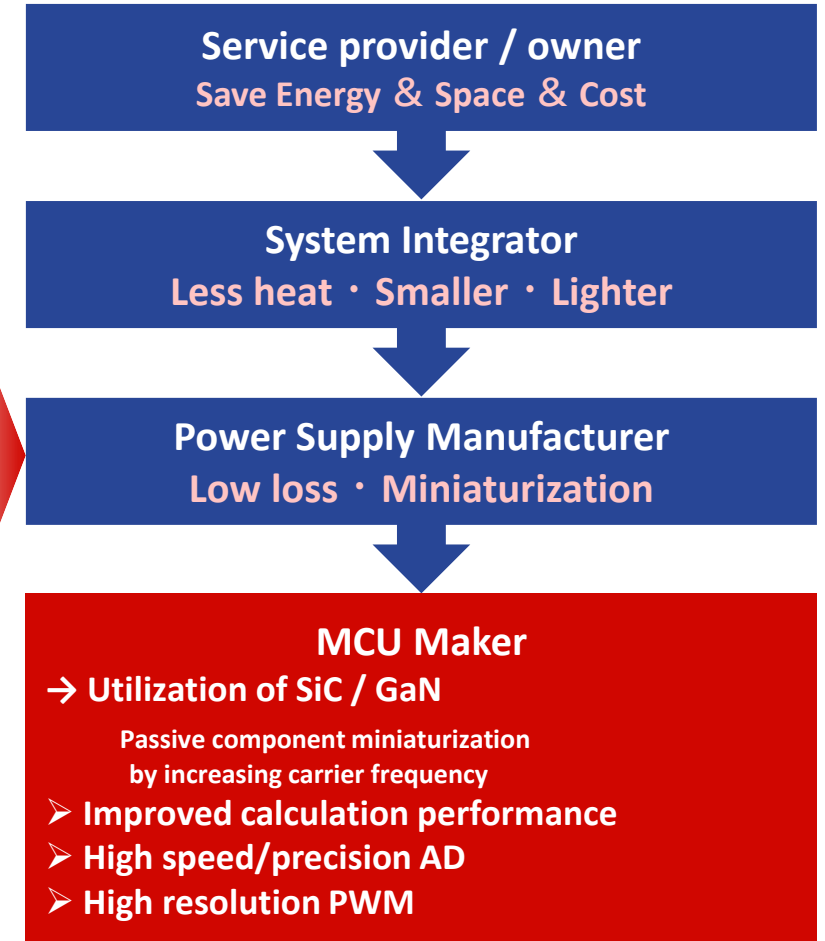 Service provider / owner
Save Energy ＆ Space ＆ Cost
System Integrator
Less heat・Smaller・Lighter
Power Supply Manufacturer
Low loss・Miniaturization
MCU Maker
→ Utilization of SiC / GaN
Passive component miniaturization
by increasing carrier frequency
➢ Improved calculation performance
➢ High speed/precision AD
➢ High resolution PWM